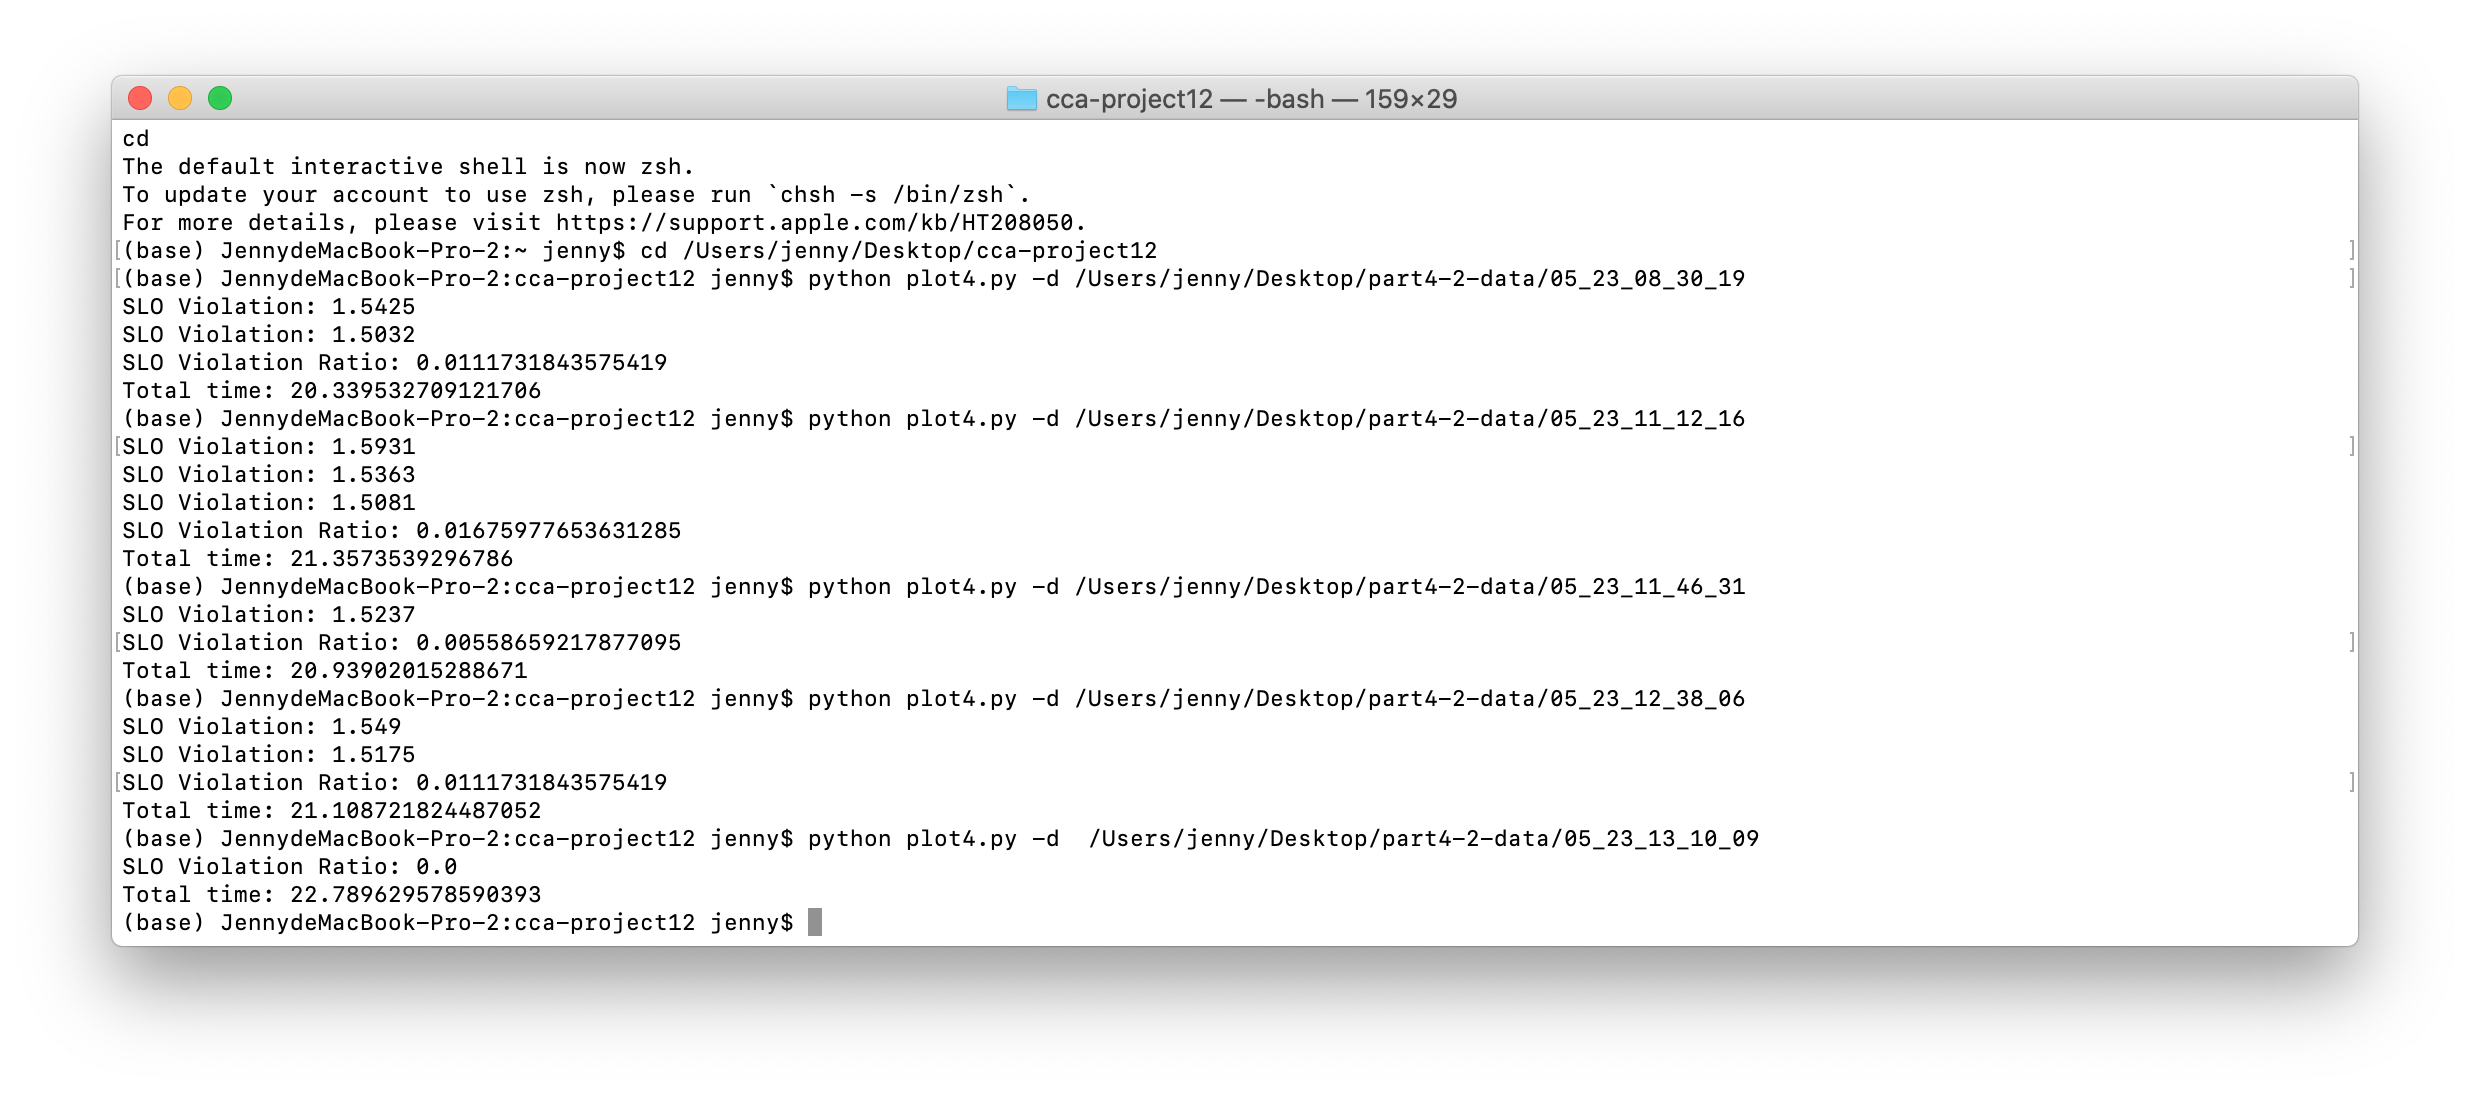 cca-project12 — -bash — 159×29
cd
The default interactive shell is now zsh.
To update your account to use zsh, please run `chsh -s /bin/zsh`.
For more details, please visit https://support.apple.com/kb/HT208050.
[(base) JennydeMacBook-Pro-2:~ jenny$ cd /Users/jenny/Desktop/cca-project12 ]
[(base) JennydeMacBook-Pro-2:cca-project12 jenny$ python plot4.py -d /Users/jenny/Desktop/part4-2-data/05_23_08_30_19 ]
SLO Violation: 1.5425
SLO Violation: 1.5032
SLO Violation Ratio: 0.0111731843575419
Total time: 20.339532709121706
(base) JennydeMacBook-Pro-2:cca-project12 jenny$ python plot4.py -d /Users/jenny/Desktop/part4-2-data/05_23_11_12_16
[SLO Violation: 1.5931 ]
SLO Violation: 1.5363
SLO Violation: 1.5081
SLO Violation Ratio: 0.01675977653631285
Total time: 21.3573539296786
(base) JennydeMacBook-Pro-2:cca-project12 jenny$ python plot4.py -d /Users/jenny/Desktop/part4-2-data/05_23_11_46_31
SLO Violation: 1.5237
[SLO Violation Ratio: 0.00558659217877095 ]
Total time: 20.93902015288671
(base) JennydeMacBook-Pro-2:cca-project12 jenny$ python plot4.py -d /Users/jenny/Desktop/part4-2-data/05_23_12_38_06
SLO Violation: 1.549
SLO Violation: 1.5175
[SLO Violation Ratio: 0.0111731843575419 ]
Total time: 21.108721824487052
(base) JennydeMacBook-Pro-2:cca-project12 jenny$ python plot4.py -d  /Users/jenny/Desktop/part4-2-data/05_23_13_10_09
SLO Violation Ratio: 0.0
Total time: 22.789629578590393
(base) JennydeMacBook-Pro-2:cca-project12 jenny$